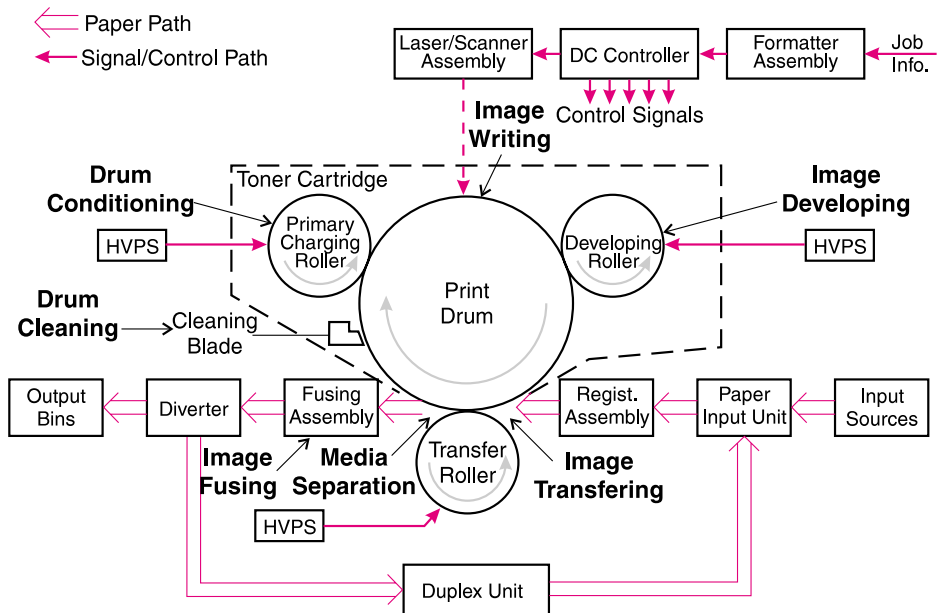 Paper Path
Signal/Control Path
Laser/Scanner
Assembly
DC Controller
Formatter
Assembly
Job
Info.
Control Signals
Image
Writing
Drum
Conditioning
Toner Cartridge
Image
Developing
Primary
Charging
Roller
Developing
Roller
HVPS
HVPS
Print
Drum
Drum
Cleaning
Cleaning
Blade
Output
Bins
Diverter
Fusing
Assembly
Regist.
Assembly
Paper
Input Unit
Input
Sources
Image
Fusing
Media
Separation
Transfer
Roller
Image
Transfering
HVPS
Duplex Unit